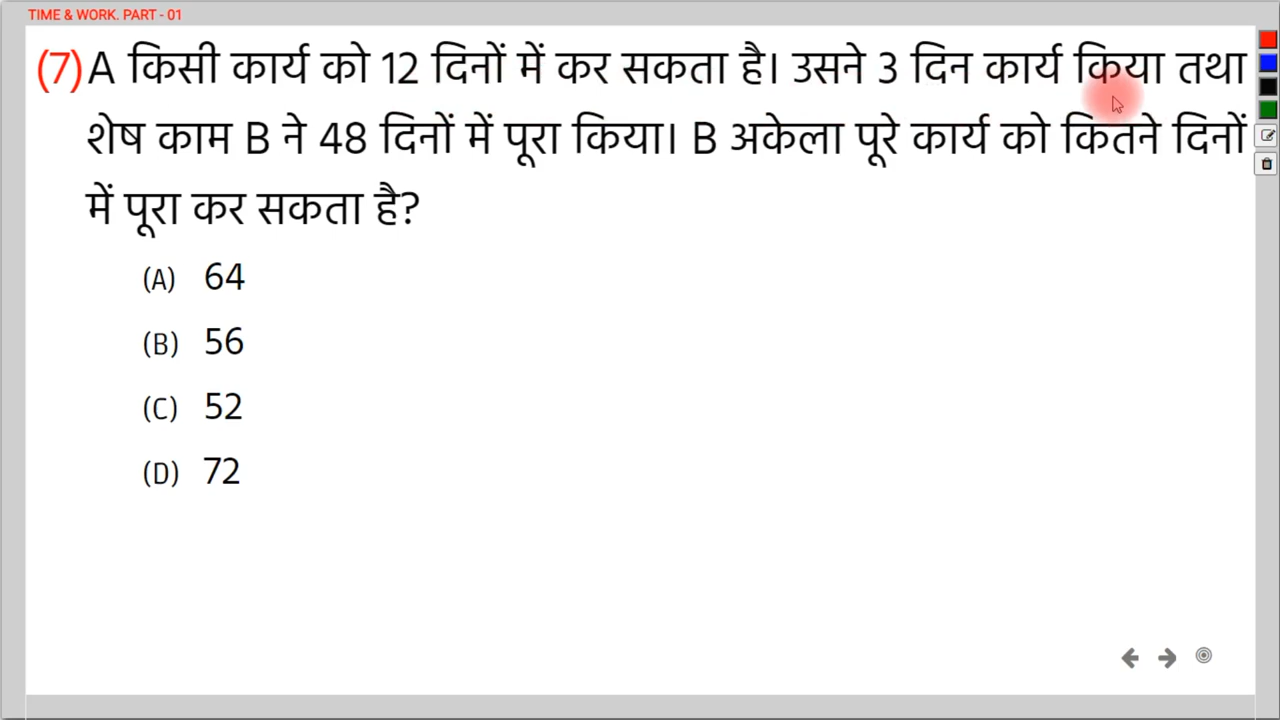 TIME & WORK. PART - 01
(7) A किसी कार्य को 12 दिनों में कर सकता है। उसने 3 दिन कार्य किया तथा
शेष काम B ने 48 दिनों में पूरा किया। B अकेला पूरे कार्य को कितने दिनों
में पूरा कर सकता है?
(A) 64
(B) 56
(C) 52
(D) 72